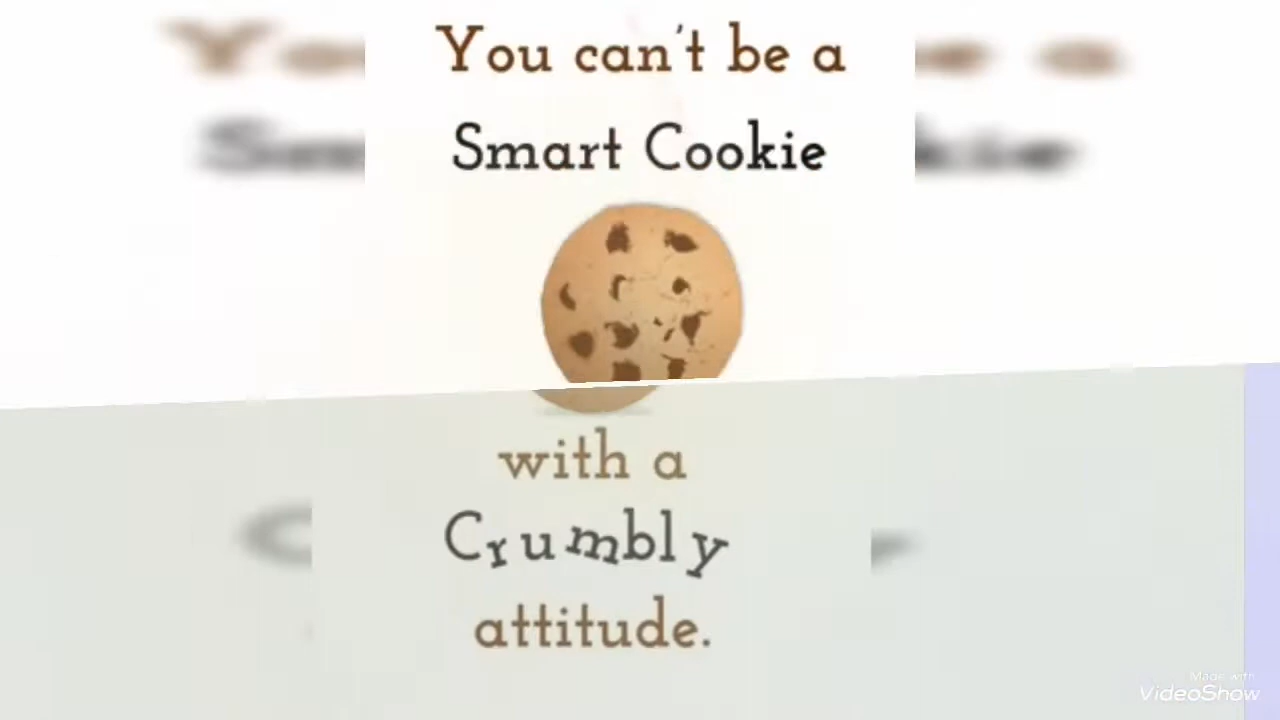 You can't be a
Smart Cookie
with a
Crumbly
attitude.
Made with
VideoShow